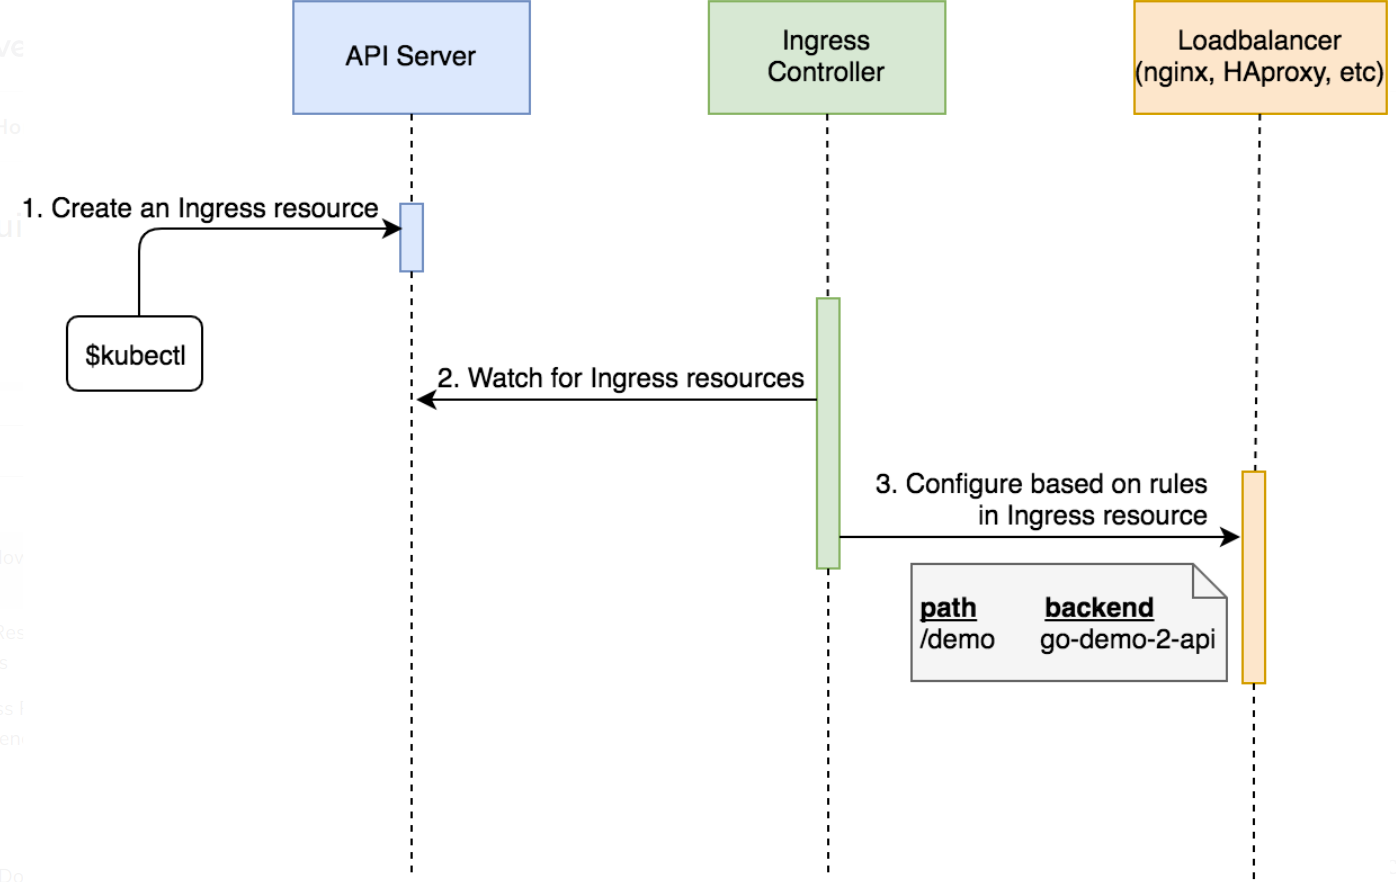 API Server
Ingress
Controller
Loadbalancer
(nginx, HAproxy, etc)
1. Create an Ingress resource
$kubectl
2. Watch for Ingress resources
3. Configure based on rules
in Ingress resource
path backend
/demo go-demo-2-api